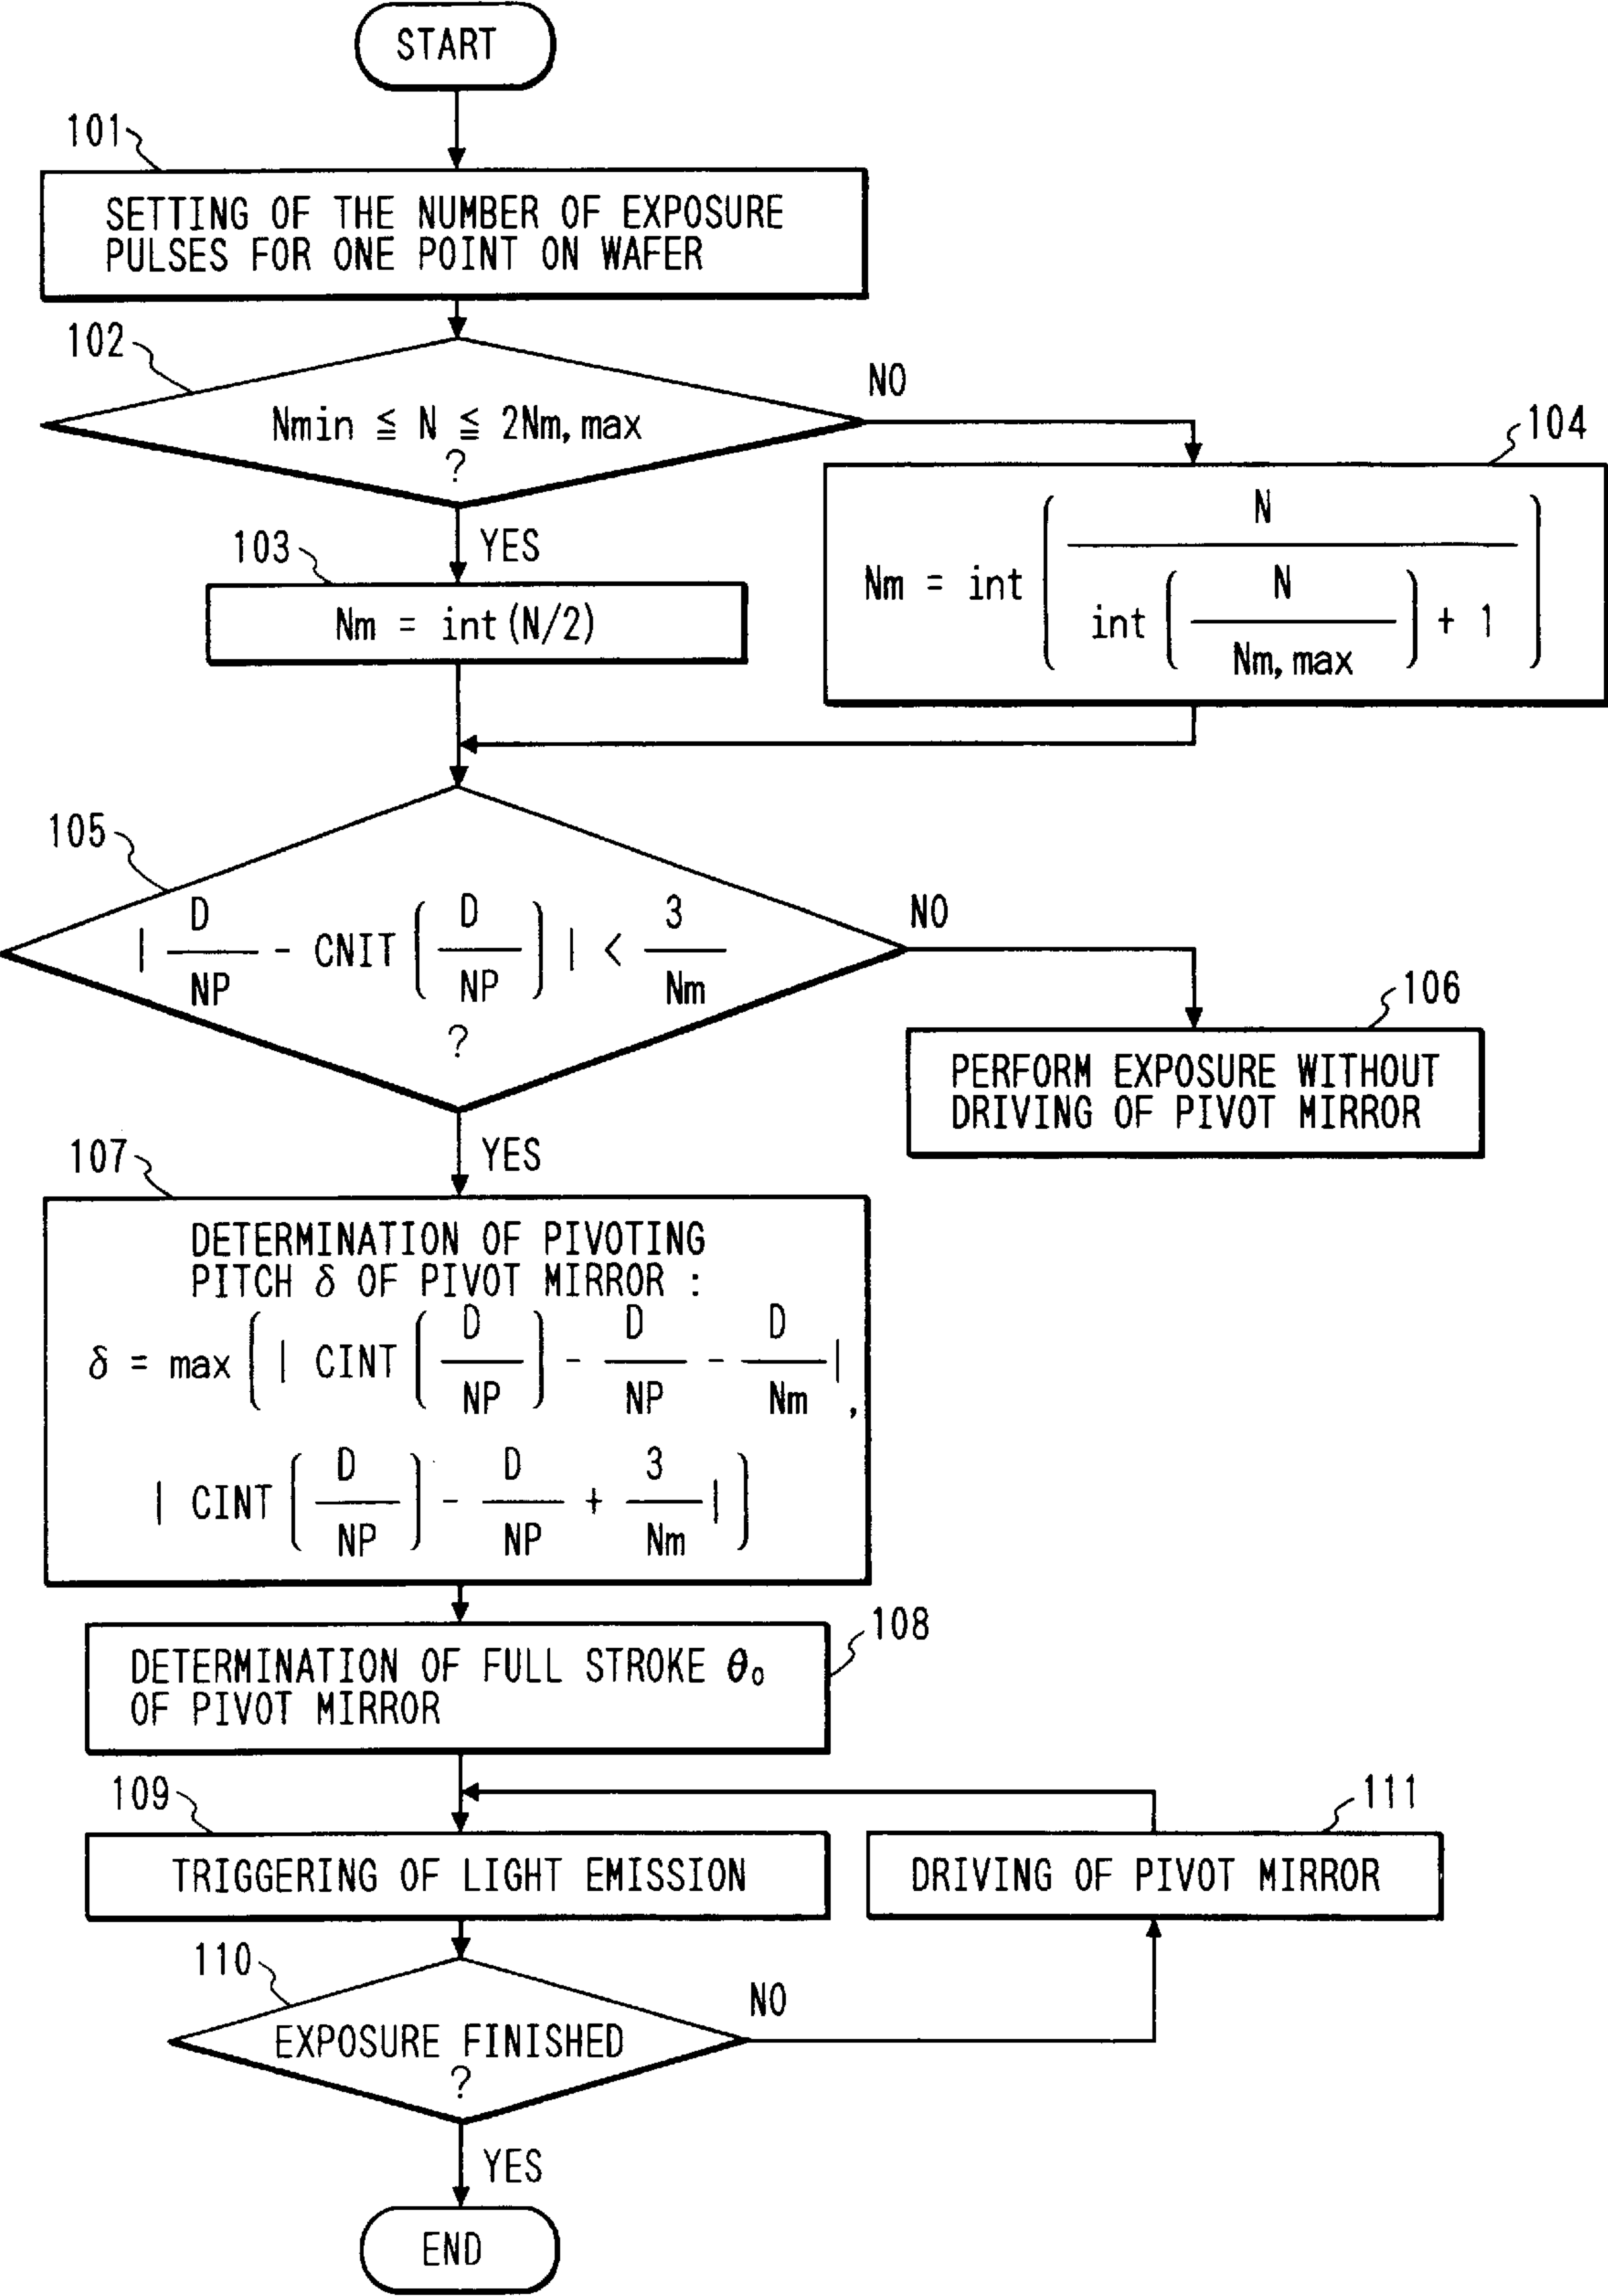 START
101
SETTING OF THE NUMBER OF EXPOSURE
PULSES FOR ONE POINT ON WAFER
102
Nmin ≦ N ≦ 2Nm,max
?
NO
YES
103
Nm = int(N/2)
104
Nm = int ( N / ( int ( N / Nm,max ) + 1 ) )
105
| D/NP - CNIT ( D/NP ) | < 3/Nm
?
NO
106
PERFORM EXPOSURE WITHOUT
DRIVING OF PIVOT MIRROR
YES
107
DETERMINATION OF PIVOTING
PITCH δ OF PIVOT MIRROR :
δ = max ( | CINT ( D/NP ) - D/NP - D/Nm | ,
| CINT ( D/NP ) - D/NP + 3/Nm | )
108
DETERMINATION OF FULL STROKE θ₀
OF PIVOT MIRROR
109
TRIGGERING OF LIGHT EMISSION
111
DRIVING OF PIVOT MIRROR
110
EXPOSURE FINISHED
?
NO
YES
END